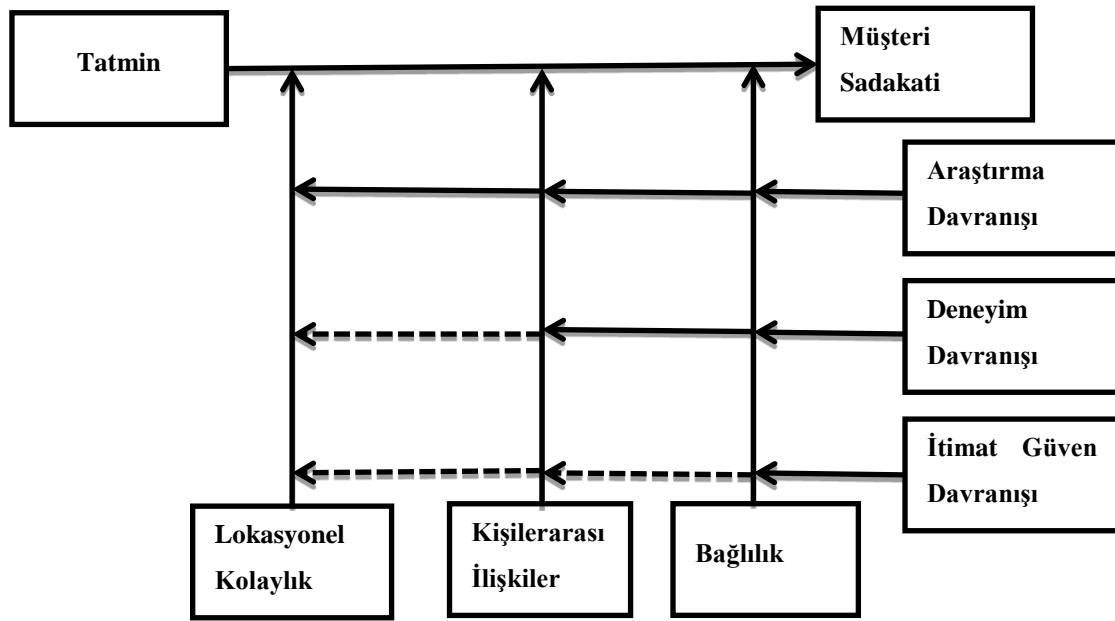 Tatmin
Müşteri
Sadakati
Araştırma
Davranışı
Deneyim
Davranışı
İtimat Güven
Davranışı
Lokasyonel
Kolaylık
Kişilerarası
İlişkiler
Bağlılık